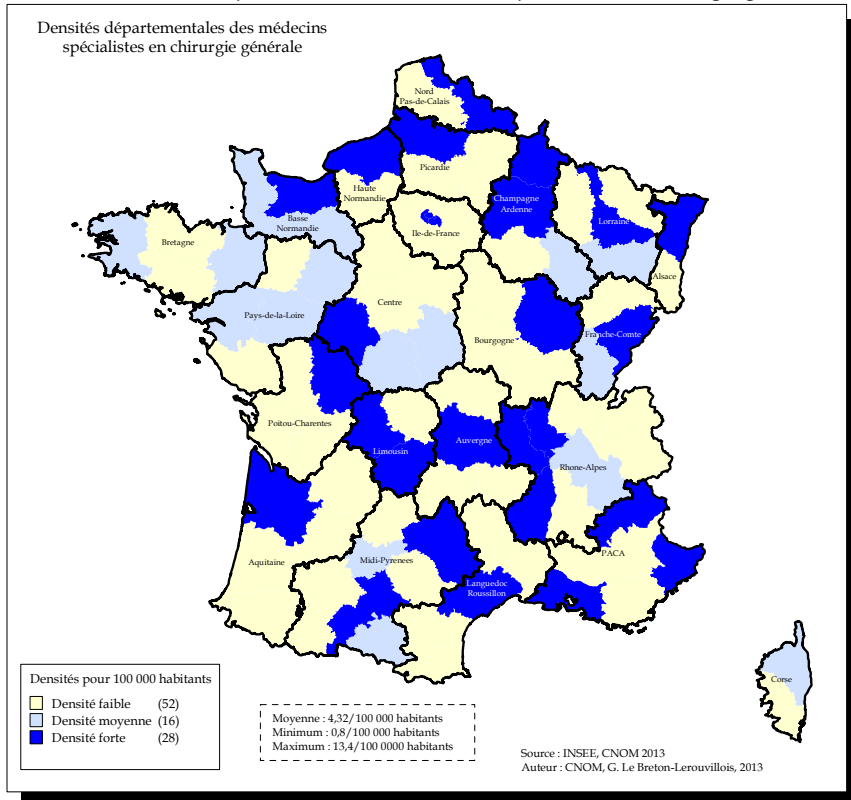 Densités départementales des médecins
spécialistes en chirurgie générale
Nord
Pas-de-Calais
Picardie
Haute
Normandie
Champagne
Ardenne
Lorraine
Basse
Normandie
Ile-de-France
Bretagne
Alsace
Centre
Pays-de-la-Loire
Franche-Comte
Bourgogne
Poitou-Charentes
Auvergne
Limousin
Rhone-Alpes
PACA
Aquitaine
Midi-Pyrenees
Languedoc
Roussillon
Corse
Densités pour 100 000 habitants
Densité faible (52)
Densité moyenne (16)
Densité forte (28)
Moyenne : 4,32/100 000 habitants
Minimum : 0,8/100 000 habitants
Maximum : 13,4/100 0000 habitants
Source : INSEE, CNOM 2013
Auteur : CNOM, G. Le Breton-Lerouvillois, 2013